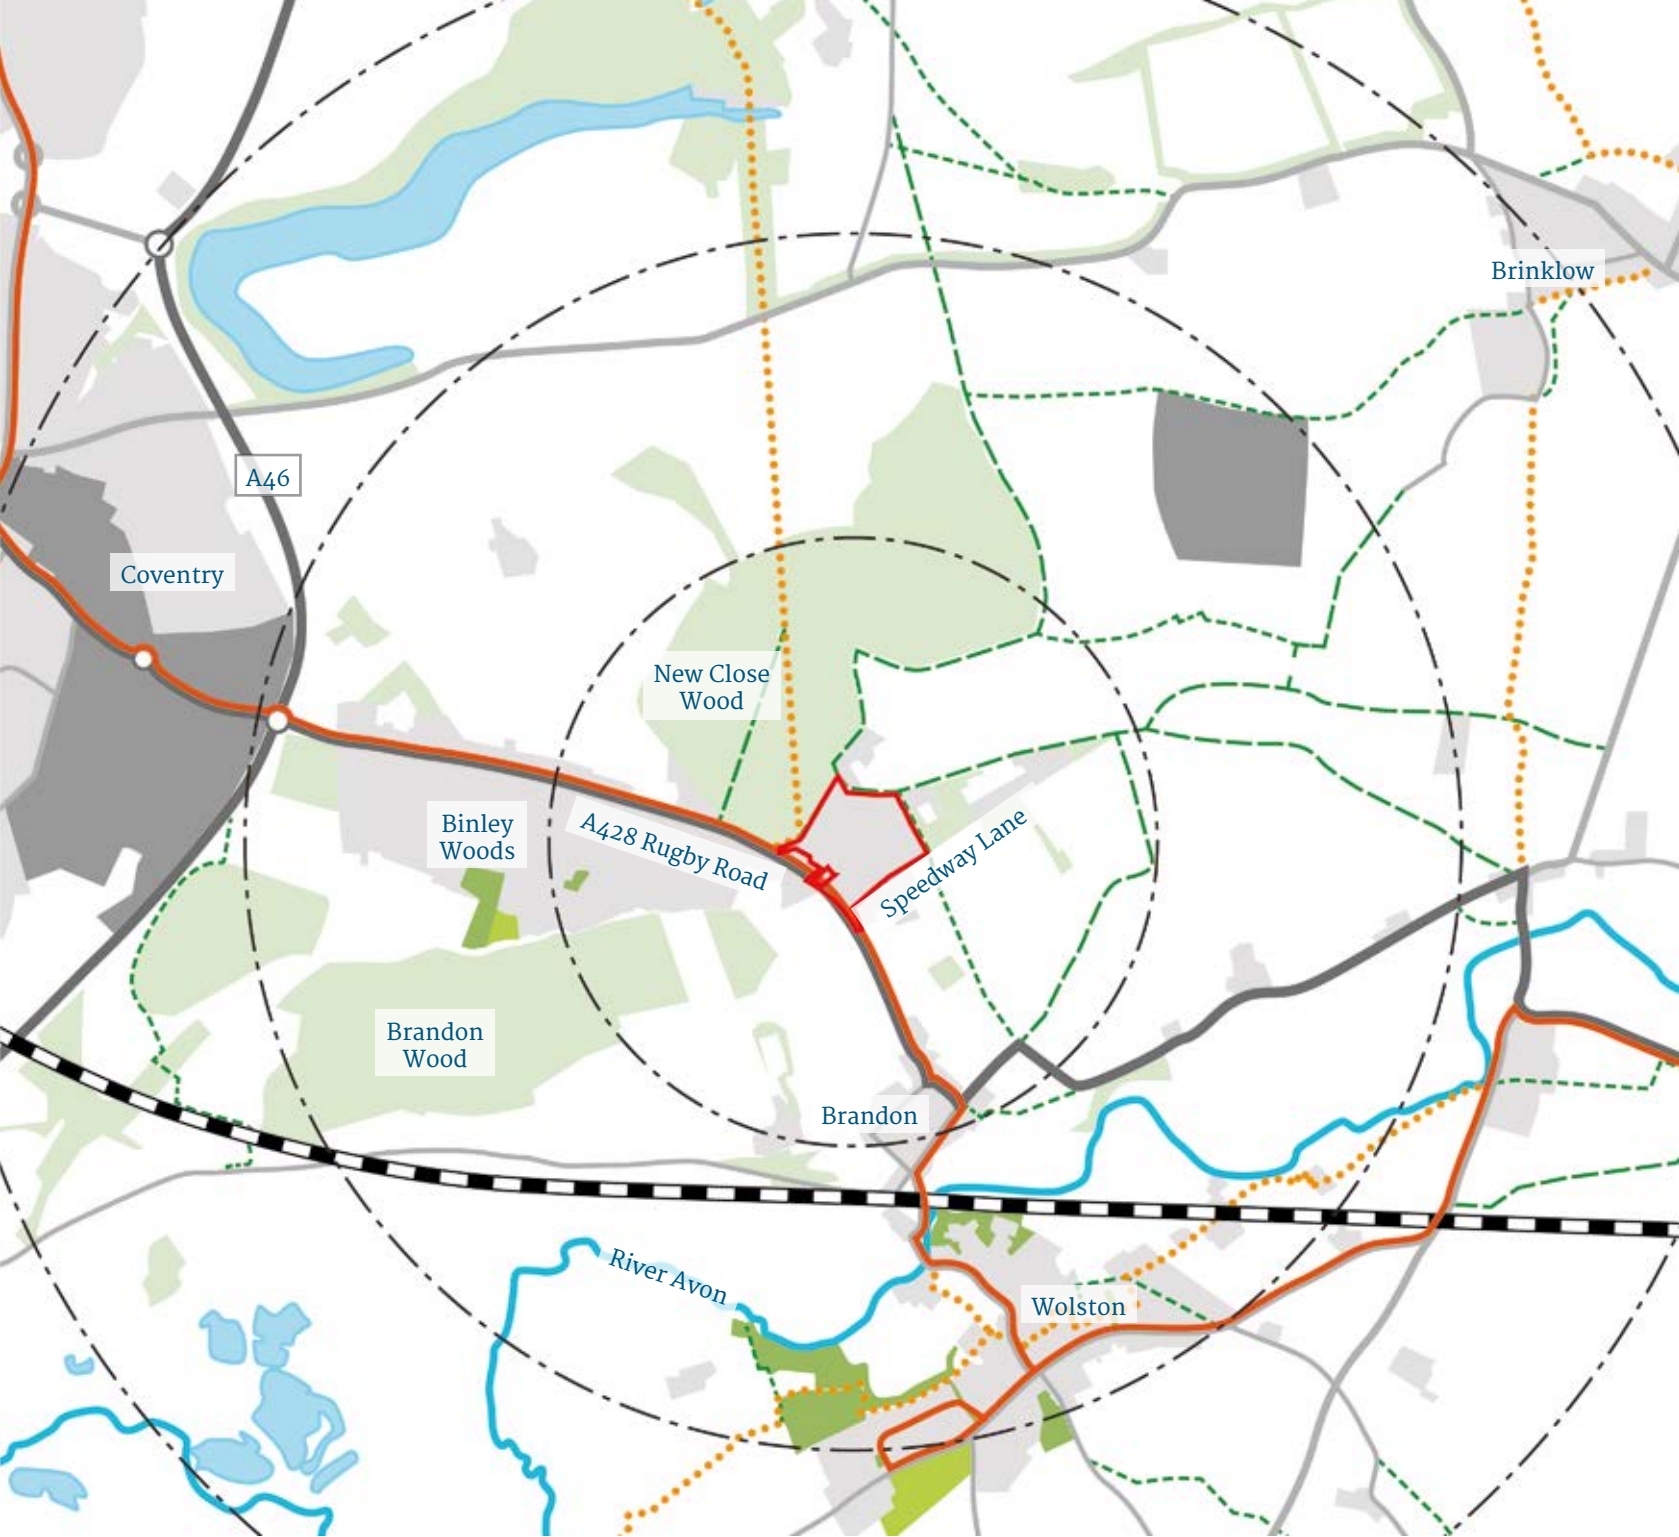 Brinklow
A46
Coventry
New Close
Wood
Binley
Woods
A428 Rugby Road
Speedway Lane
Brandon
Wood
Brandon
River Avon
Wolston